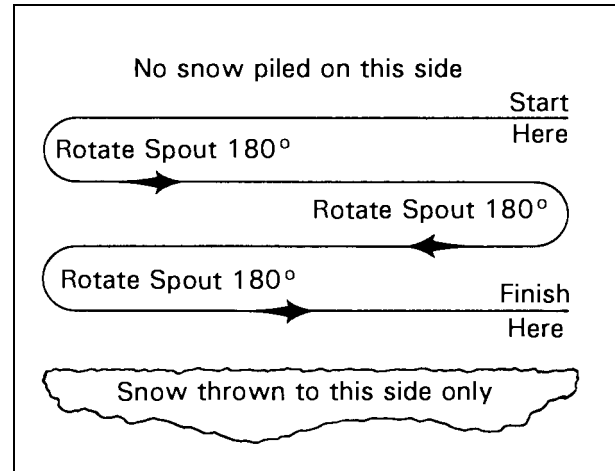 No snow piled on this side
Start
Here
Rotate Spout 180°
Rotate Spout 180°
Rotate Spout 180°
Finish
Here
Snow thrown to this side only